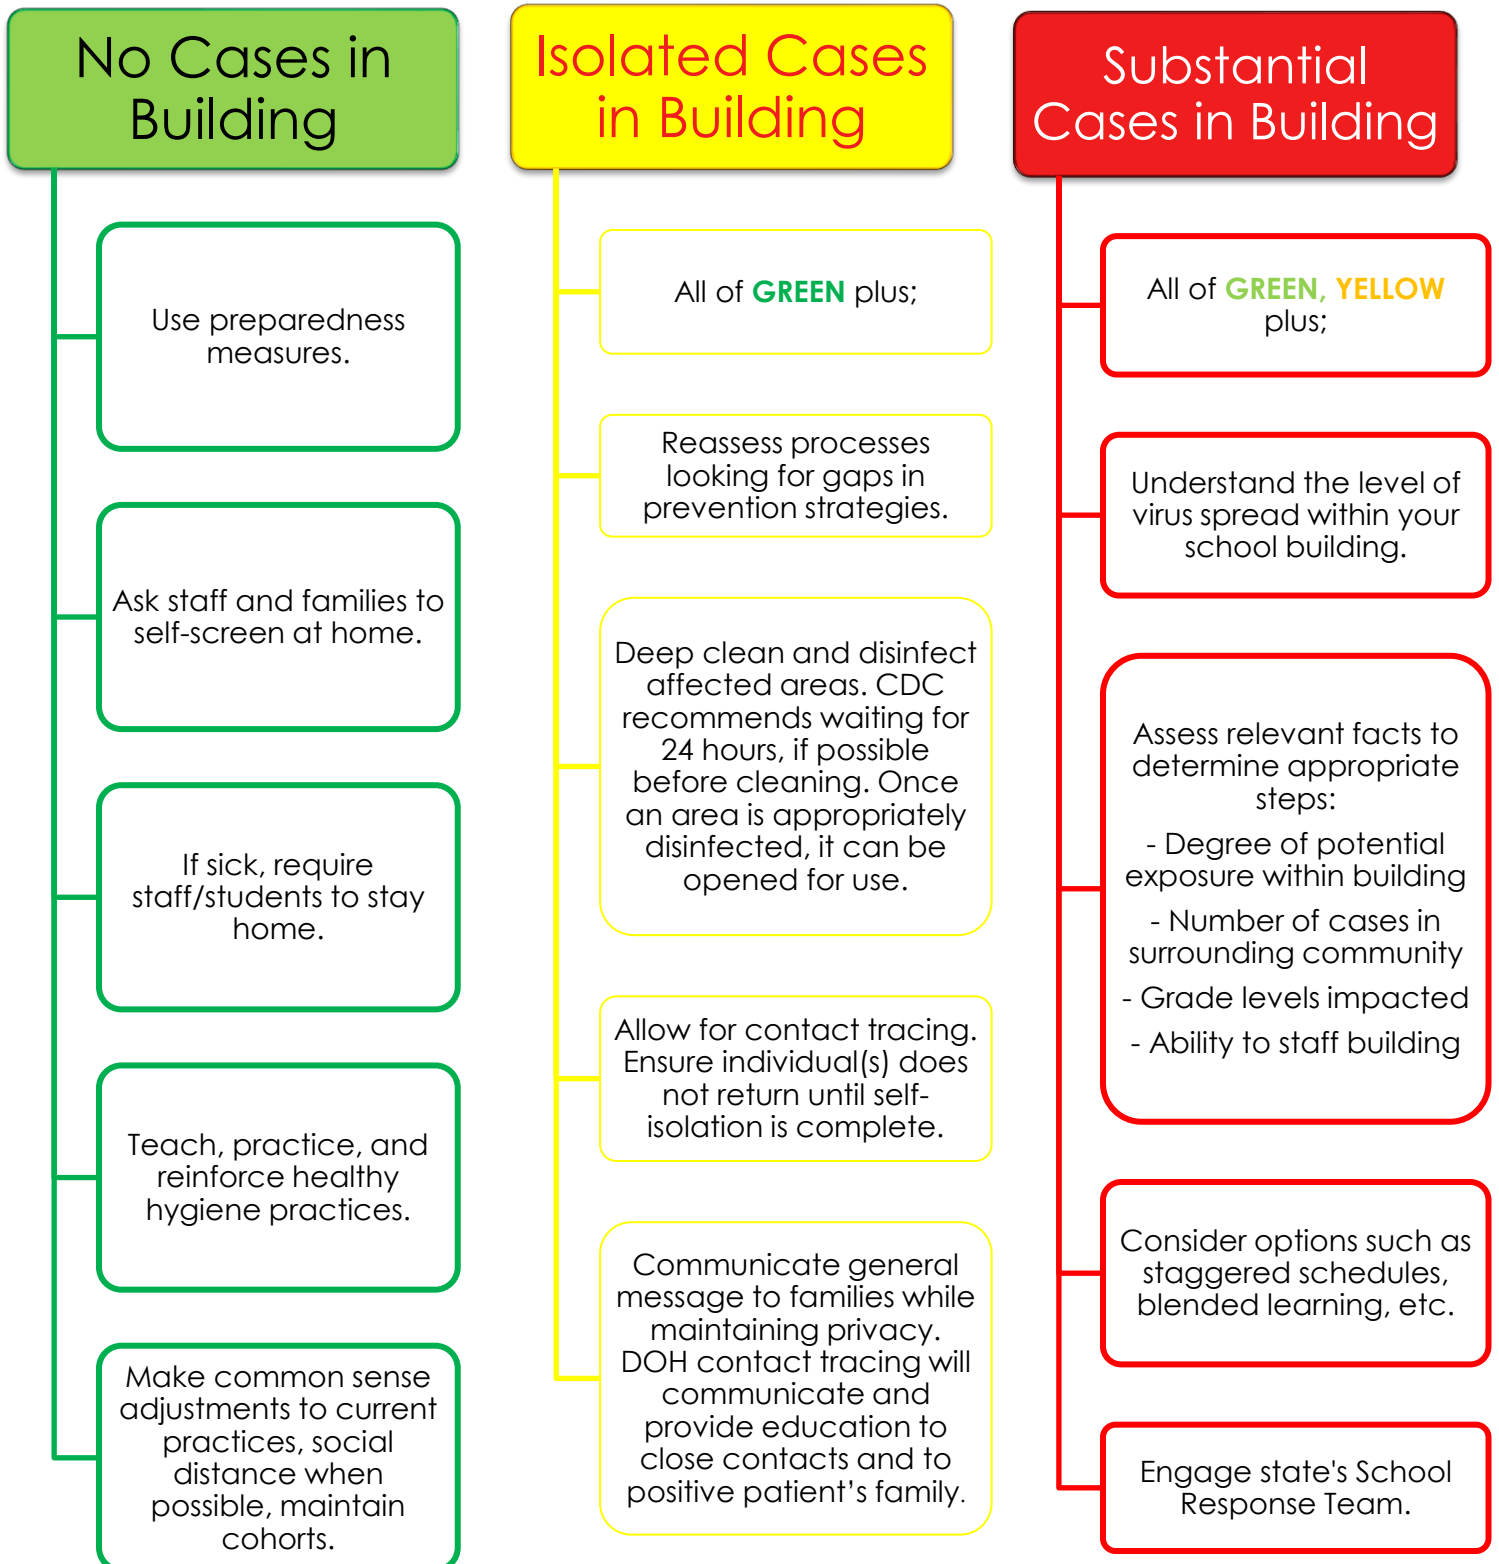 No Cases in
Building
Use preparedness
measures.
Ask staff and families to
self-screen at home.
If sick, require
staff/students to stay
home.
Teach, practice, and
reinforce healthy
hygiene practices.
Make common sense
adjustments to current
practices, social
distance when
possible, maintain
cohorts.
Isolated Cases
in Building
All of GREEN plus;
Reassess processes
looking for gaps in
prevention strategies.
Deep clean and disinfect
affected areas. CDC
recommends waiting for
24 hours, if possible
before cleaning. Once
an area is appropriately
disinfected, it can be
opened for use.
Allow for contact tracing.
Ensure individual(s) does
not return until self-
isolation is complete.
Communicate general
message to families while
maintaining privacy.
DOH contact tracing will
communicate and
provide education to
close contacts and to
positive patient’s family.
Substantial
Cases in Building
All of GREEN, YELLOW
plus;
Understand the level of
virus spread within your
school building.
Assess relevant facts to
determine appropriate
steps:
- Degree of potential
exposure within building
- Number of cases in
surrounding community
- Grade levels impacted
- Ability to staff building
Consider options such as
staggered schedules,
blended learning, etc.
Engage state's School
Response Team.